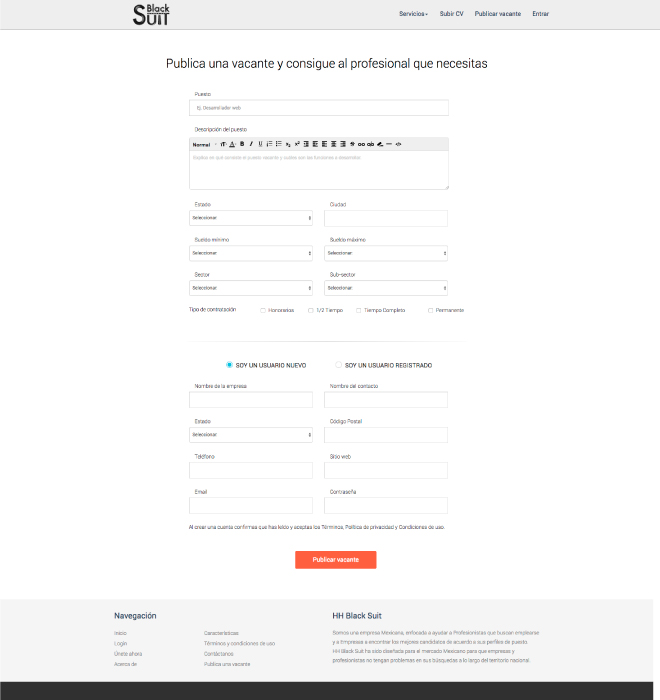 Black Suit
Servicios
Subir CV
Publicar vacante
Entrar
Publica una vacante y consigue al profesional que necesitas
Puesto
Ej. Desarrollador web
Descripción del puesto
Normal
Explica en que consiste el puesto vacante y cuáles son las funciones a desarrollar.
Estado
Ciudad
Seleccionar
Sueldo mínimo
Sueldo máximo
Seleccionar
Seleccionar
Sector
Sub-sector
Seleccionar
Seleccionar
Tipo de contratación
Honorarios
1/2 Tiempo
Tiempo Completo
Permanente
SOY UN USUARIO NUEVO
SOY UN USUARIO REGISTRADO
Nombre de la empresa
Nombre del contacto
Estado
Código Postal
Seleccionar
Teléfono
Sitio web
Email
Contraseña
Al crear una cuenta confirmas que has leído y aceptas los Términos, Política de privacidad y Condiciones de uso.
Publicar vacante
Navegación
HH Black Suit
Inicio
Login
Únete ahora
Acerca de
Características
Términos y condiciones de uso
Contáctanos
Publica una vacante
Somos una empresa Mexicana, enfocada a ayudar a Profesionistas que buscan emplearse
y a empresas a encontrar los mejores candidatos de acuerdo a sus perfiles de puesto.
HH Black Suit ha sido diseñada para el mercado Mexicano para que empresas y
profesionistas no tengan problemas en sus búsquedas a lo largo del territorio nacional.